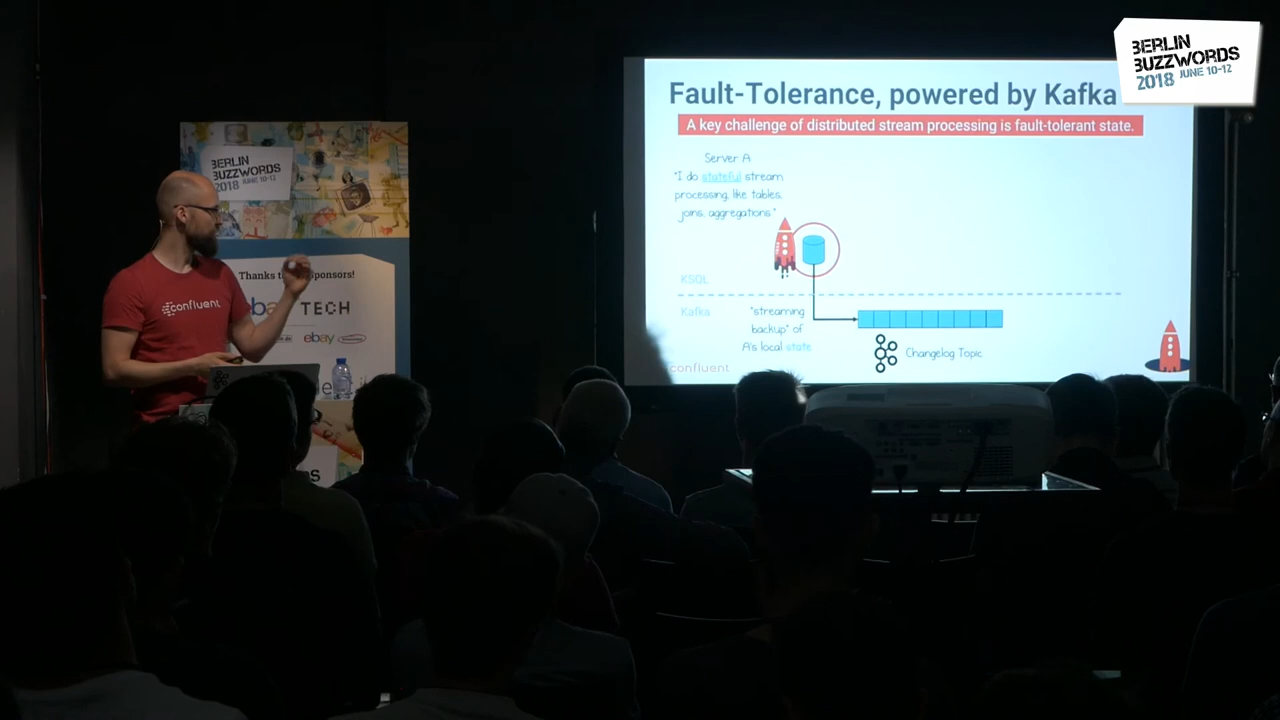 BERLIN
BUZZWORDS
2018 JUNE 10-12
Fault-Tolerance, powered by Kafka
A key challenge of distributed stream processing is fault-tolerant state.
Server A
"I do stateful stream
processing, like tables,
joins, aggregations."
KSQL
Kafka
"streaming
backup" of
A's local state
Changelog Topic
confluent
BERLIN
BUZZWORDS
2018 JUNE 10-12
Thanks
sponsors!
TECH
ebay
confluent